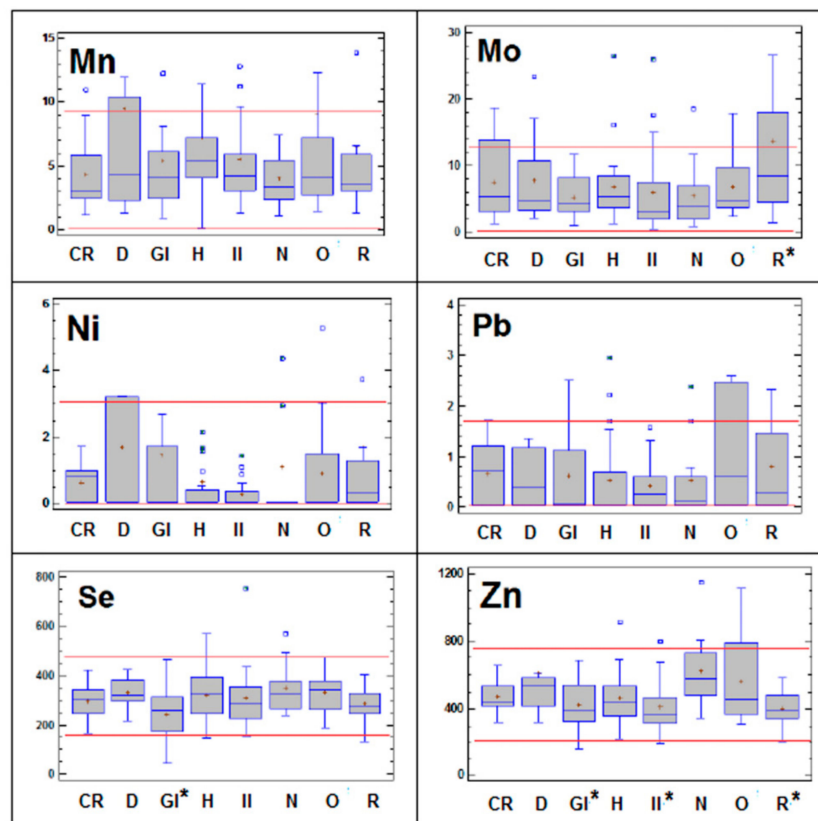 Mn
15
10
5
0
CR D GI H II N O R
Mo
30
20
10
0
CR D GI H II N O R*
Ni
6
4
2
0
CR D GI H II N O R
Pb
4
3
2
1
0
CR D GI H II N O R
Se
800
600
400
300
200
0
CR D GI* H II N O R
Zn
1200
800
400
0
CR D GI* H II* N O R*